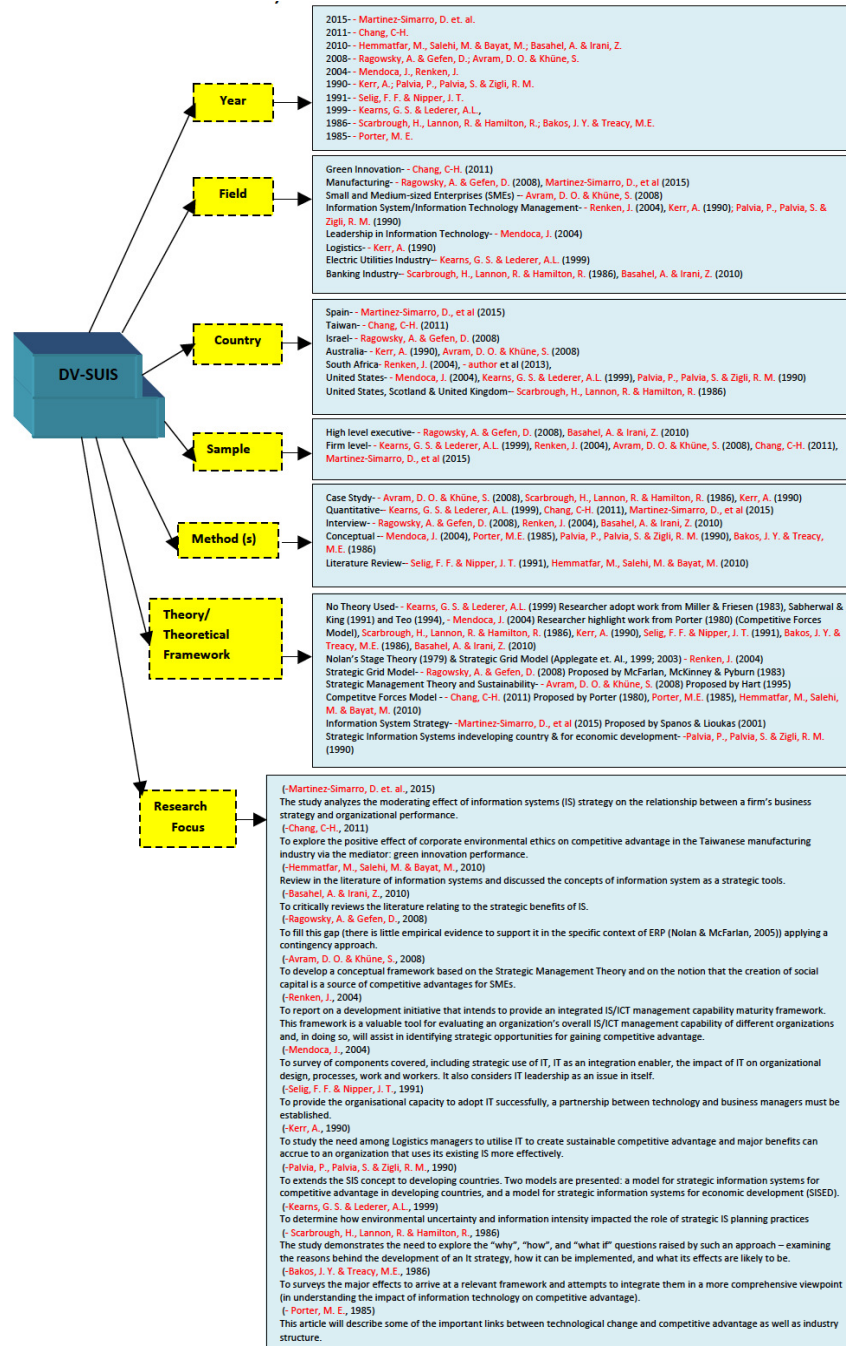 DV-SUIS
Year
2015- - Martinez-Simarro, D. et. al.
2011- - Chang, C-H.
2010- - Hemmatfar, M., Salehi, M. & Bayat, M.; Basahel, A. & Irani, Z.
2008- - Ragowsky, A. & Gefen, D.; Avram, D. O. & Khüne, S.
2004- - Mendoca, J., Renken, J.
1990- - Kerr, A.; Palvia, P., Palvia, S. & Zigli, R. M.
1991- - Selig, F. F. & Nipper, J. T.
1999- - Kearns, G. S. & Lederer, A.L.,
1986- - Scarbrough, H., Lannon, R. & Hamilton, R.; Bakos, J. Y. & Treacy, M.E.
1985- - Porter, M. E.
Field
Green Innovation- - Chang, C-H. (2011)
Manufacturing- - Ragowsky, A. & Gefen, D. (2008), Martinez-Simarro, D., et al (2015)
Small and Medium-sized Enterprises (SMEs) -- Avram, D. O. & Khüne, S. (2008)
Information System/Information Technology Management- - Renken, J. (2004), Kerr, A. (1990); Palvia, P., Palvia, S. &
Zigli, R. M. (1990)
Leadership in Information Technology- - Mendoca, J. (2004)
Logistics- - Kerr, A. (1990)
Electric Utilities Industry-- Kearns, G. S. & Lederer, A.L. (1999)
Banking Industry-- Scarbrough, H., Lannon, R. & Hamilton, R. (1986), Basahel, A. & Irani, Z. (2010)
Country
Spain- - Martinez-Simarro, D., et al (2015)
Taiwan- - Chang, C-H. (2011)
Israel- - Ragowsky, A. & Gefen, D. (2008)
Australia- - Kerr, A. (1990), Avram, D. O. & Khüne, S. (2008)
South Africa- Renken, J. (2004), - author et al (2013),
United States- - Mendoca, J. (2004), Kearns, G. S. & Lederer, A.L. (1999), Palvia, P., Palvia, S. & Zigli, R. M. (1990)
United States, Scotland & United Kingdom-- Scarbrough, H., Lannon, R. & Hamilton, R. (1986)
Sample
High level executive- - Ragowsky, A. & Gefen, D. (2008), Basahel, A. & Irani, Z. (2010)
Firm level- - Kearns, G. S. & Lederer, A.L. (1999), Renken, J. (2004), Avram, D. O. & Khüne, S. (2008), Chang, C-H. (2011),
Martinez-Simarro, D., et al (2015)
Method (s)
Case Stydy- - Avram, D. O. & Khüne, S. (2008), Scarbrough, H., Lannon, R. & Hamilton, R. (1986), Kerr, A. (1990)
Quantitative- - Kearns, G. S. & Lederer, A.L. (1999), Chang, C-H. (2011), Martinez-Simarro, D., et al (2015)
Interview- - Ragowsky, A. & Gefen, D. (2008), Renken, J. (2004), Basahel, A. & Irani, Z. (2010)
Conceptual - - Mendoca, J. (2004), Porter, M.E. (1985), Palvia, P., Palvia, S. & Zigli, R. M. (1990), Bakos, J. Y. & Treacy,
M.E. (1986)
Literature Review- - Selig, F. F. & Nipper, J. T. (1991), Hemmatfar, M., Salehi, M. & Bayat, M. (2010)
Theory/
Theoretical
Framework
No Theory Used- - Kearns, G. S. & Lederer, A.L. (1999) Researcher adopt work from Miller & Friesen (1983), Sabherwal &
King (1991) and Teo (1994), - Mendoca, J. (2004) Researcher highlight work from Porter (1980) (Competitive Forces
Model), Scarbrough, H., Lannon, R. & Hamilton, R. (1986), Kerr, A. (1990), Selig, F. F. & Nipper, J. T. (1991), Bakos, J. Y. &
Treacy, M.E. (1986), Basahel, A. & Irani, Z. (2010)
Nolan's Stage Theory (1979) & Strategic Grid Model (Applegate et. Al., 1999; 2003) - Renken, J. (2004)
Strategic Grid Model- - Ragowsky, A. & Gefen, D. (2008) Proposed by McFarlan, McKinney & Pyburn (1983)
Strategic Management Theory and Sustainability- - Avram, D. O. & Khüne, S. (2008) Proposed by Hart (1995)
Competitve Forces Model - - Chang, C-H. (2011) Proposed by Porter (1980), Porter, M.E. (1985), Hemmatfar, M., Salehi,
M. & Bayat, M. (2010)
Information System Strategy- -Martinez-Simarro, D., et al (2015) Proposed by Spanos & Lioukas (2001)
Strategic Information Systems indeveloping country & for economic development- -Palvia, P., Palvia, S. & Zigli, R. M.
(1990)
Research
Focus
(-Martinez-Simarro, D. et. al., 2015)
The study analyzes the moderating effect of information systems (IS) strategy on the relationship between a firm's business
strategy and organizational performance.
(-Chang, C-H., 2011)
To explore the positive effect of corporate environmental ethics on competitive advantage in the Taiwanese manufacturing
industry via the mediator: green innovation performance.
(-Hemmatfar, M., Salehi, M. & Bayat, M., 2010)
Review in the literature of information systems and discussed the concepts of information system as a strategic tools.
(-Basahel, A. & Irani, Z., 2010)
To critically reviews the literature relating to the strategic benefits of IS.
(-Ragowsky, A. & Gefen, D., 2008)
To fill this gap (there is little empirical evidence to support it in the specific context of ERP (Nolan & McFarlan, 2005)) applying a
contingency approach.
(-Avram, D. O. & Khüne, S., 2008)
To develop a conceptual framework based on the Strategic Management Theory and on the notion that the creation of social
capital is a source of competitive advantages for SMEs.
(-Renken, J., 2004)
To report on a development initiative that intends to provide an integrated IS/ICT management capability maturity framework.
This framework is a valuable tool for evaluating an organization's overall IS/ICT management capability of different organizations
and, in doing so, will assist in identifying strategic opportunities for gaining competitive advantage.
(-Mendoca, J., 2004)
To survey of components covered, including strategic use of IT, IT as an integration enabler, the impact of IT on organizational
design, processes, work and workers. It also considers IT leadership as an issue in itself.
(-Selig, F. F. & Nipper, J. T., 1991)
To provide the organisational capacity to adopt IT successfully, a partnership between technology and business managers must be
established.
(-Kerr, A., 1990)
To study the need among Logistics managers to utilise IT to create sustainable competitive advantage and major benefits can
accrue to an organization that uses its existing IS more effectively.
(-Palvia, P., Palvia, S. & Zigli, R. M., 1990)
To extends the SIS concept to developing countries. Two models are presented: a model for strategic information systems for
competitive advantage in developing countries, and a model for strategic information systems for economic development (SISED).
(-Kearns, G. S. & Lederer, A.L., 1999)
To determine how environmental uncertainty and information intensity impacted the role of strategic IS planning practices
(- Scarbrough, H., Lannon, R. & Hamilton, R., 1986)
The study demonstrates the need to explore the "why", "how", and "what if" questions raised by such an approach – examining
the reasons behind the development of an It strategy, how it can be implemented, and what its effects are likely to be.
(-Bakos, J. Y. & Treacy, M.E., 1986)
To surveys the major effects to arrive at a relevant framework and attempts to integrate them in a more comprehensive viewpoint
(in understanding the impact of information technology on competitive advantage).
(- Porter, M. E., 1985)
This article will describe some of the important links between technological change and competitive advantage as well as industry
structure.